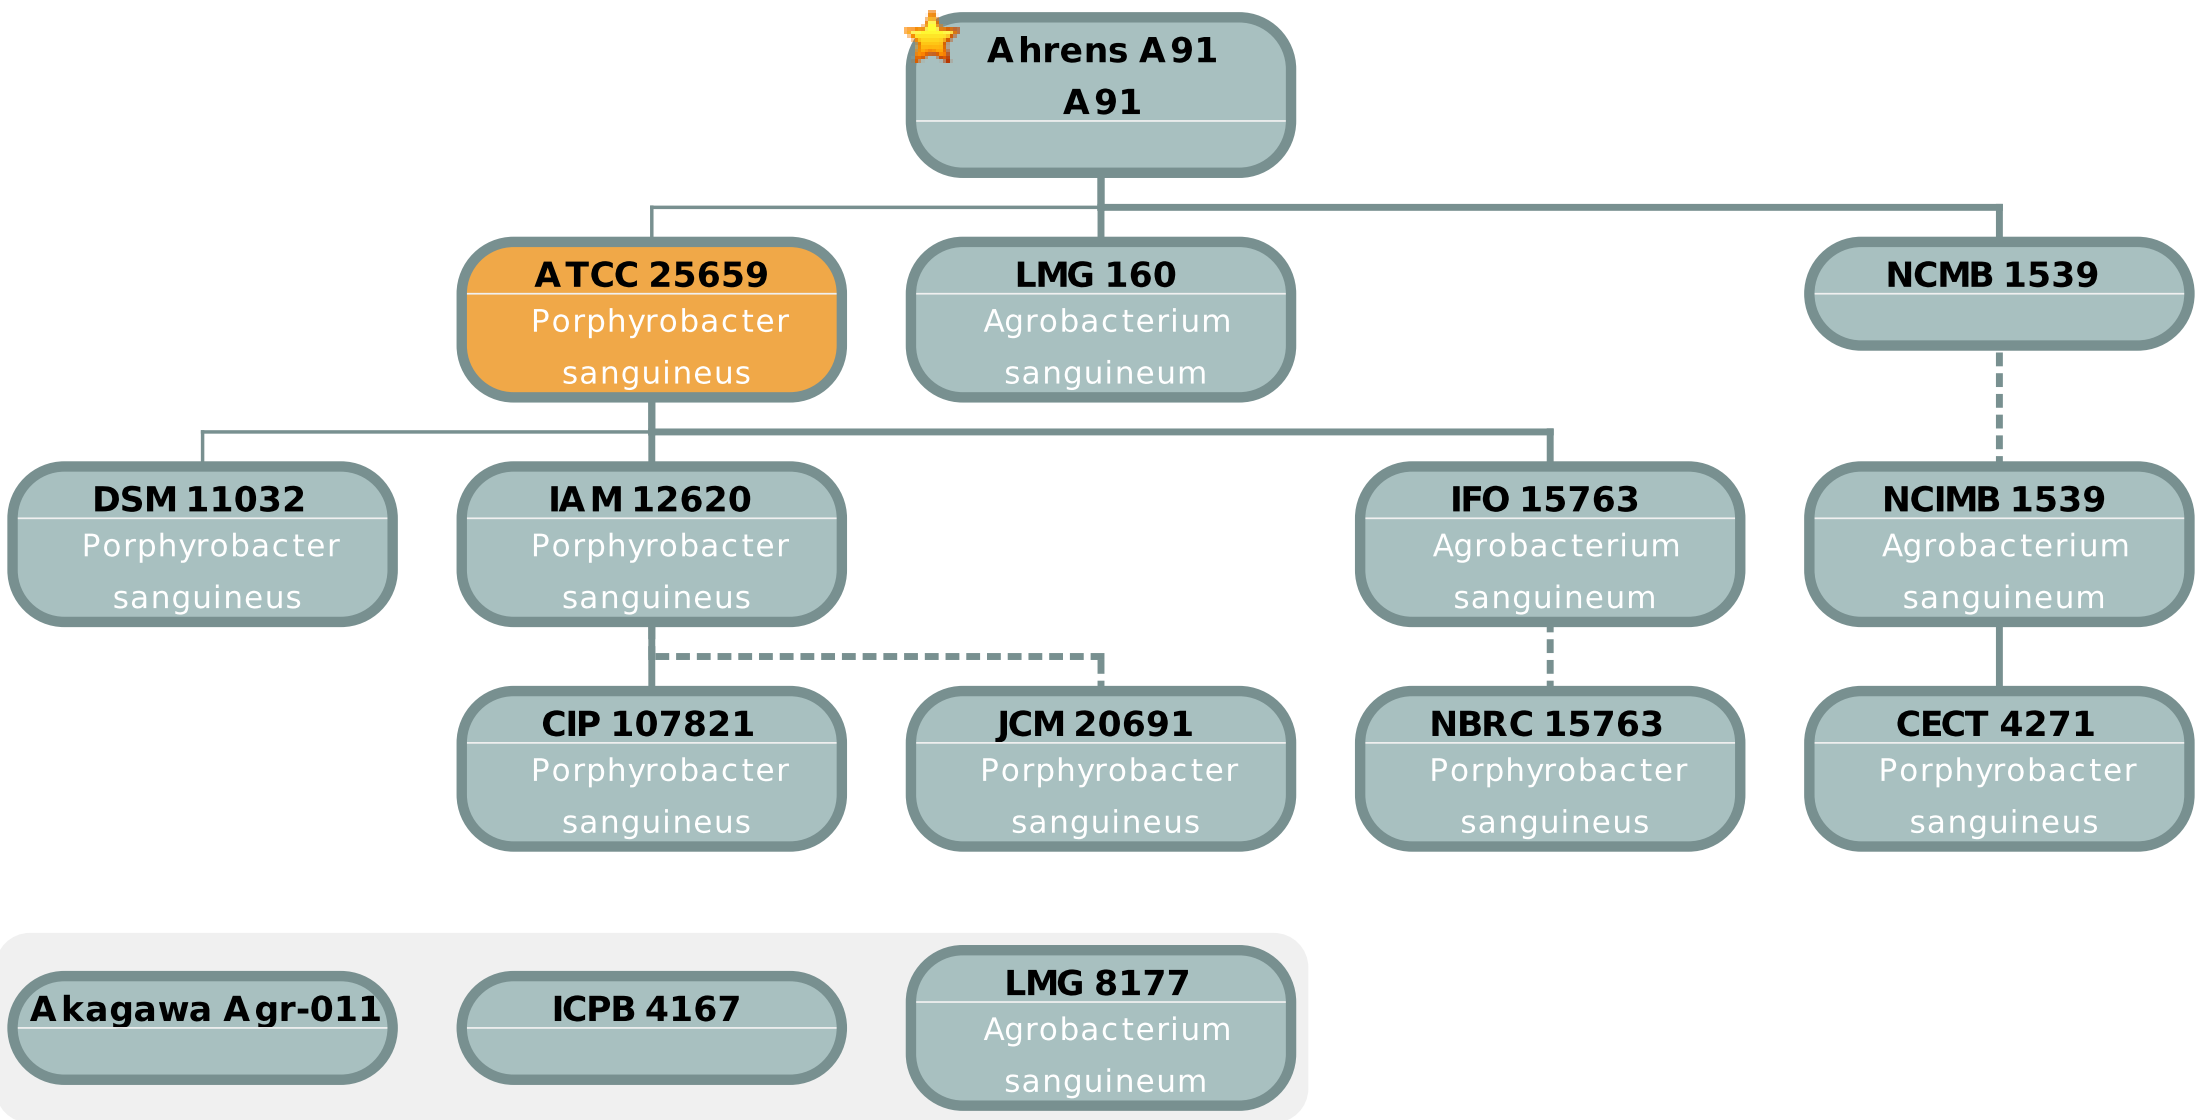 Ahrens A91
A91
ATCC 25659
Porphyrobacter
sanguineus
LMG 160
Agrobacterium
sanguineum
NCMB 1539
DSM 11032
Porphyrobacter
sanguineus
IAM 12620
Porphyrobacter
sanguineus
IFO 15763
Agrobacterium
sanguineum
NCIMB 1539
Agrobacterium
sanguineum
CIP 107821
Porphyrobacter
sanguineus
JCM 20691
Porphyrobacter
sanguineus
NBRC 15763
Porphyrobacter
sanguineus
CECT 4271
Porphyrobacter
sanguineus
Akagawa Agr-011
ICPB 4167
LMG 8177
Agrobacterium
sanguineum